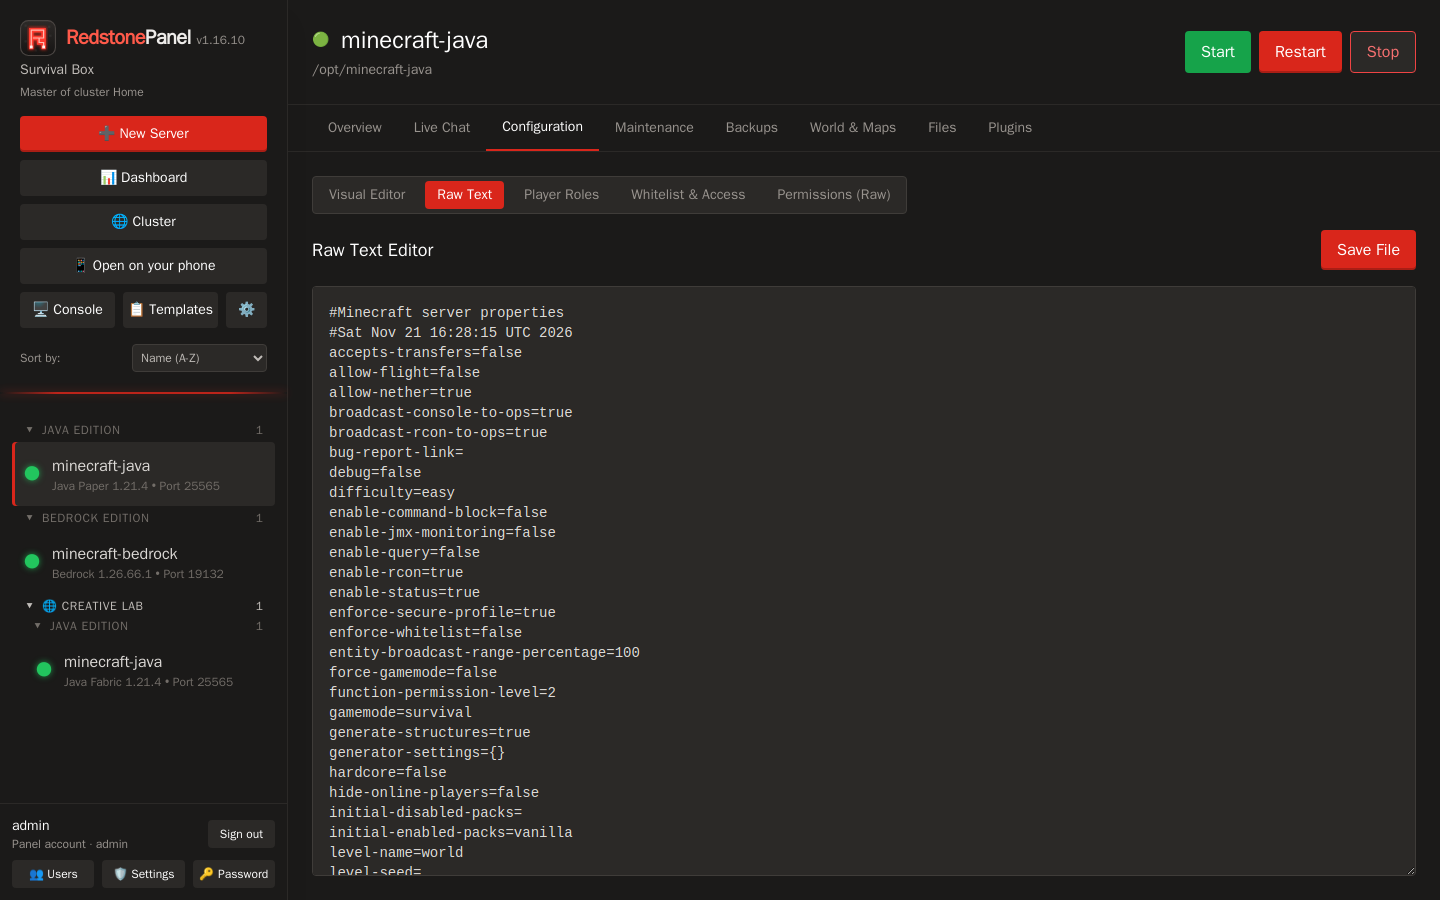 RedstonePanel v1.16.10
Survival Box
Master of cluster Home
➕ New Server
📊 Dashboard
🌐 Cluster
📱 Open on your phone
🖥️ Console
📋 Templates
⚙️
Sort by:
Name (A-Z)
▼ JAVA EDITION 1
minecraft-java
Java Paper 1.21.4 • Port 25565
▼ BEDROCK EDITION 1
minecraft-bedrock
Bedrock 1.26.66.1 • Port 19132
▼ 🌐 CREATIVE LAB 1
▼ JAVA EDITION 1
minecraft-java
Java Fabric 1.21.4 • Port 25565
admin
Panel account · admin
Sign out
👥 Users
🛡️ Settings
🔑 Password
minecraft-java
/opt/minecraft-java
Start
Restart
Stop
Overview
Live Chat
Configuration
Maintenance
Backups
World & Maps
Files
Plugins
Visual Editor
Raw Text
Player Roles
Whitelist & Access
Permissions (Raw)
Raw Text Editor
Save File
#Minecraft server properties
#Sat Nov 21 16:28:15 UTC 2026
accepts-transfers=false
allow-flight=false
allow-nether=true
broadcast-console-to-ops=true
broadcast-rcon-to-ops=true
bug-report-link=
debug=false
difficulty=easy
enable-command-block=false
enable-jmx-monitoring=false
enable-query=false
enable-rcon=true
enable-status=true
enforce-secure-profile=true
enforce-whitelist=false
entity-broadcast-range-percentage=100
force-gamemode=false
function-permission-level=2
gamemode=survival
generate-structures=true
generator-settings={}
hardcore=false
hide-online-players=false
initial-disabled-packs=
initial-enabled-packs=vanilla
level-name=world
level-seed=